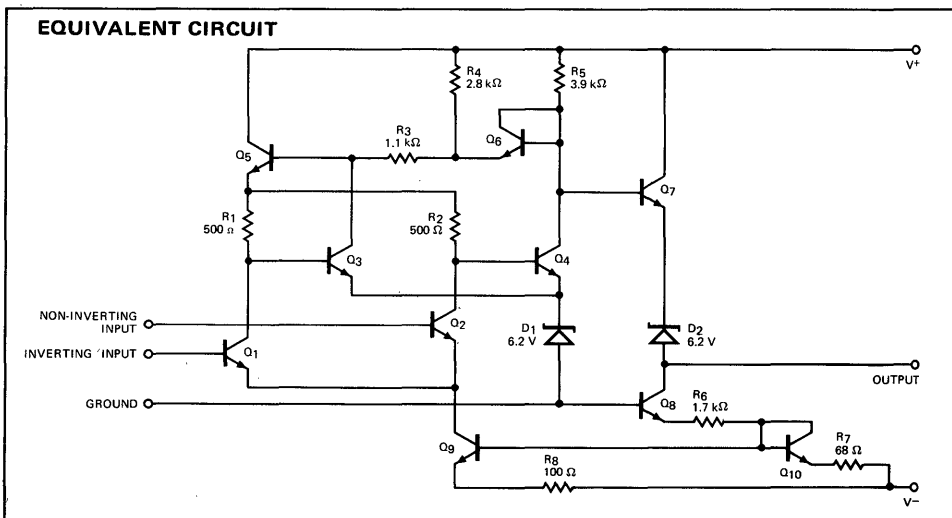 EQUIVALENT CIRCUIT
V+
R4
2.8 kΩ
R5
3.9 kΩ
R3
1.1 kΩ
Q6
Q5
Q7
R1
500 Ω
R2
500 Ω
Q3
Q4
NON-INVERTING
INPUT
Q2
D1
6.2 V
D2
6.2 V
INVERTING INPUT
Q1
OUTPUT
GROUND
Q8
R6
1.7 kΩ
Q9
R8
100 Ω
Q10
R7
68 Ω
V−